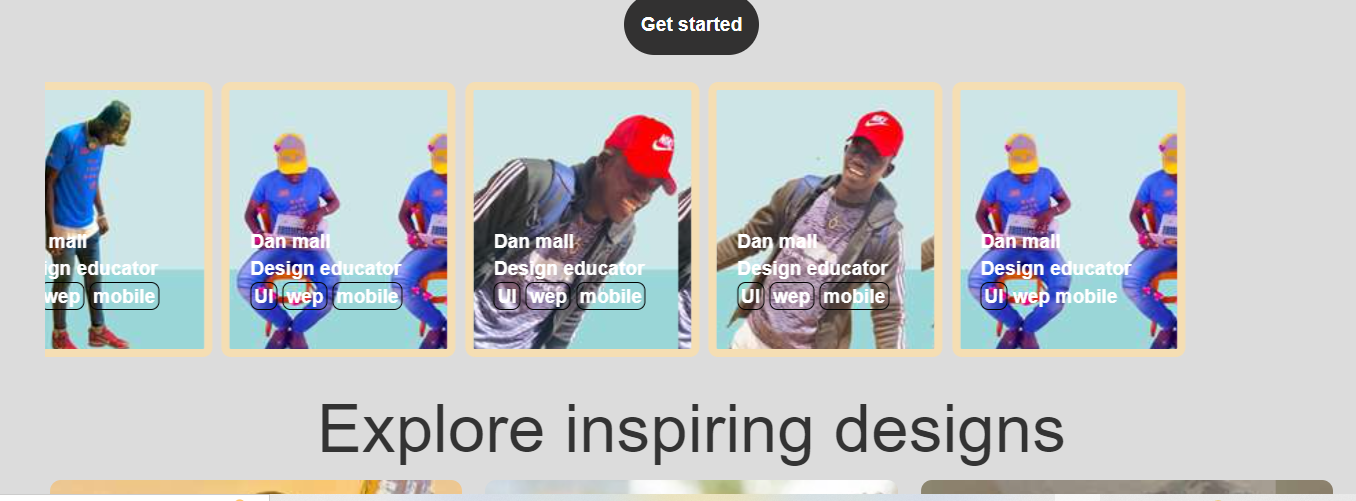 Get started
mall
ign educator
wep mobile
Dan mall
Design educator
UI wep mobile
Dan mall
Design educator
UI wep mobile
Dan mall
Design educator
UI wep mobile
Dan mall
Design educator
UI wep mobile
Explore inspiring designs